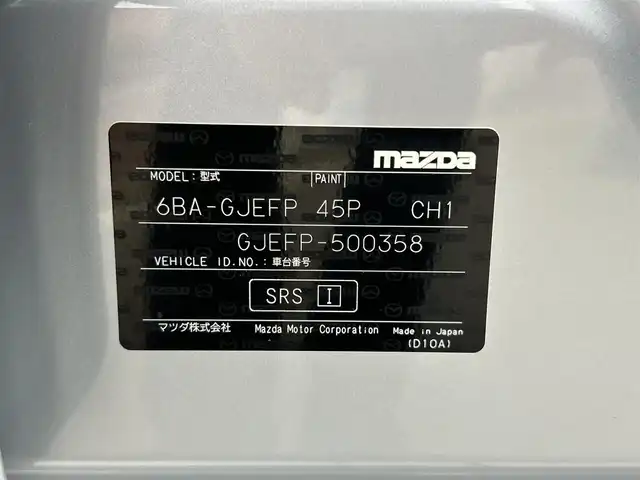 mazda
MODEL: 型式 PAINT
6BA-GJEFP 45P CH1
GJEFP-500358
VEHICLE ID.NO.: 車台番号
SRS I
マツダ株式会社 Mazda Motor Corporation Made in Japan
(D10A)